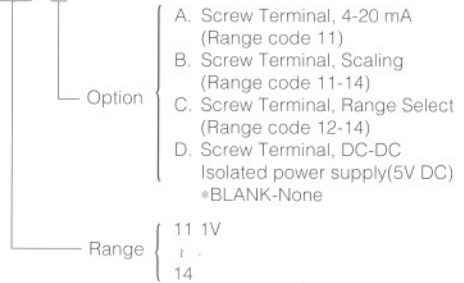 Option
A. Screw Terminal, 4-20 mA
(Range code 11)
B. Screw Terminal, Scaling
(Range code 11-14)
C. Screw Terminal, Range Select
(Range code 12-14)
D. Screw Terminal, DC-DC
Isolated power supply(5V DC)
*BLANK-None
Range
11 1V
~ .
14